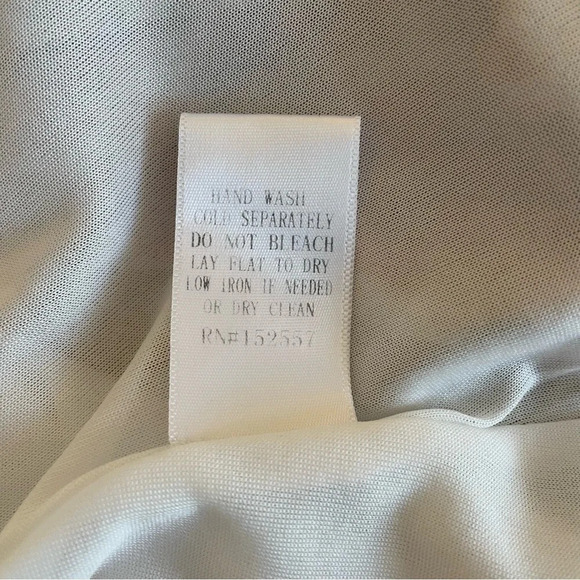 HAND WASH
COLD SEPARATELY
DO NOT BLEACH
LAY FLAT TO DRY
LOW IRON IF NEEDED
OR DRY CLEAN
RN#152557